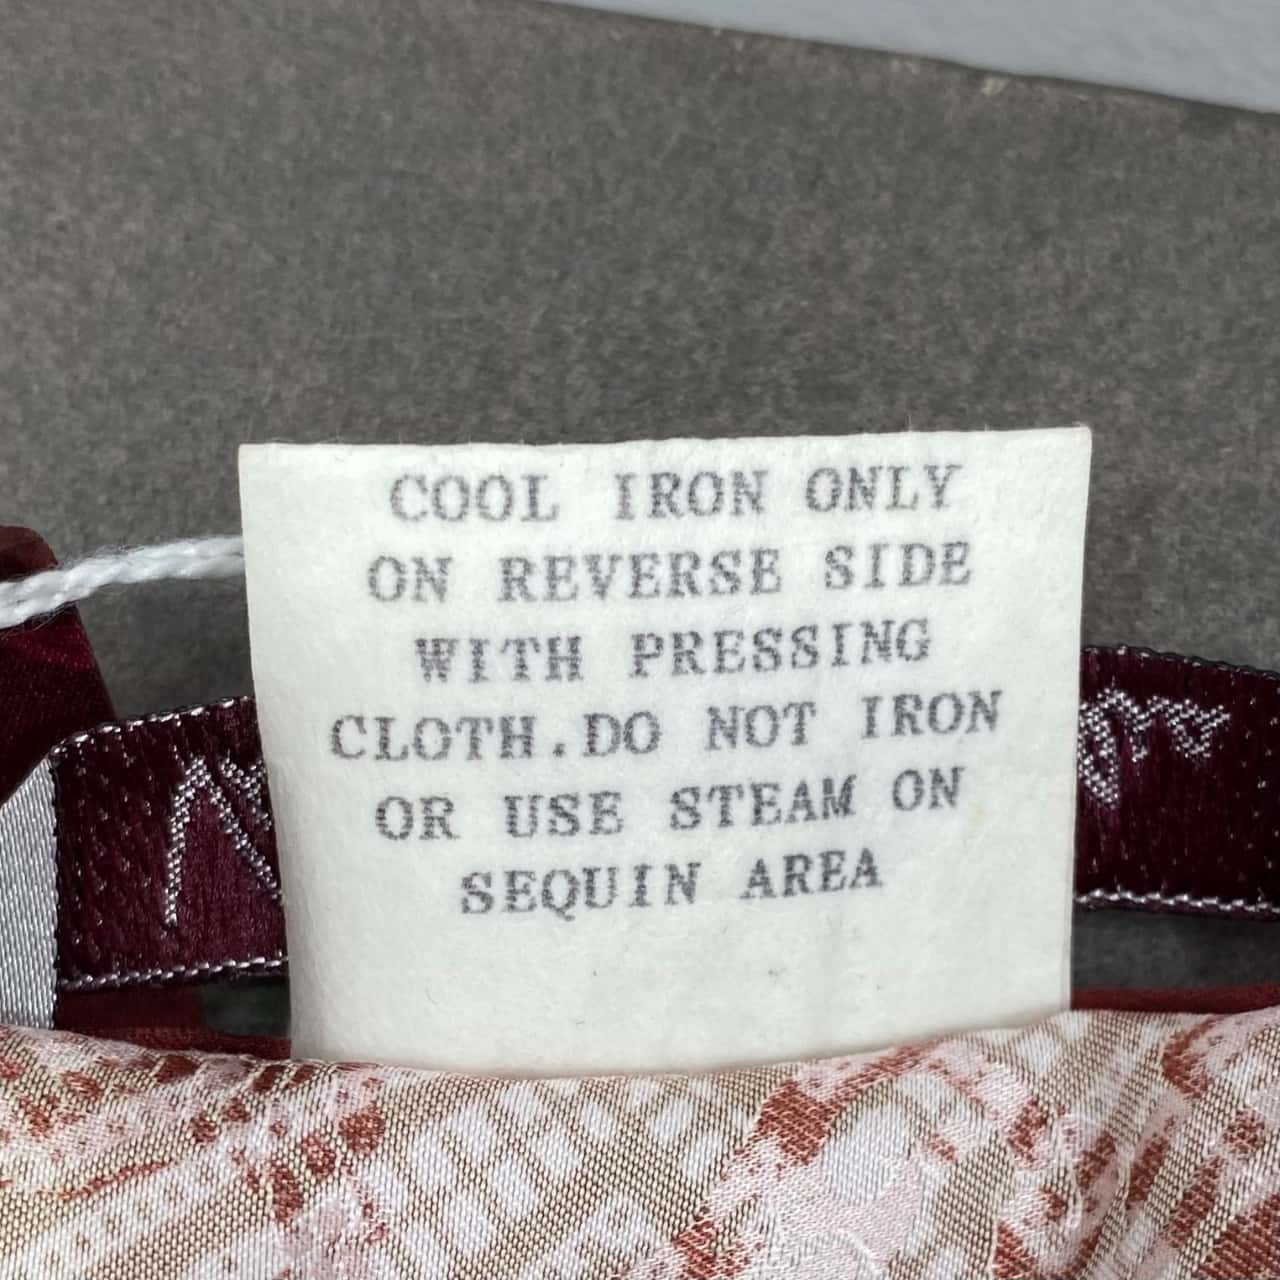 COOL IRON ONLY
ON REVERSE SIDE
WITH PRESSING
CLOTH.DO NOT IRON
OR USE STEAM ON
SEQUIN AREA